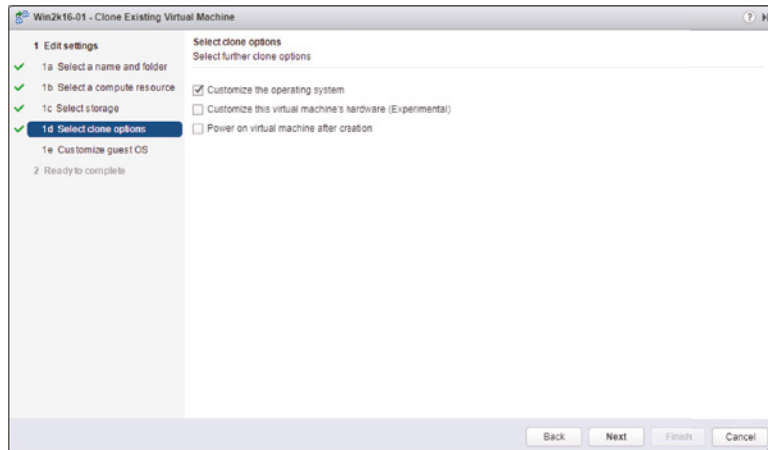 Win2k16-01 - Clone Existing Virtual Machine
1 Edit settings
1a Select a name and folder
1b Select a compute resource
1c Select storage
1d Select clone options
1e Customize guest OS
2 Ready to complete
Select clone options
Select further clone options
Customize the operating system
Customize this virtual machine's hardware (Experimental)
Power on virtual machine after creation
Back Next Finish Cancel